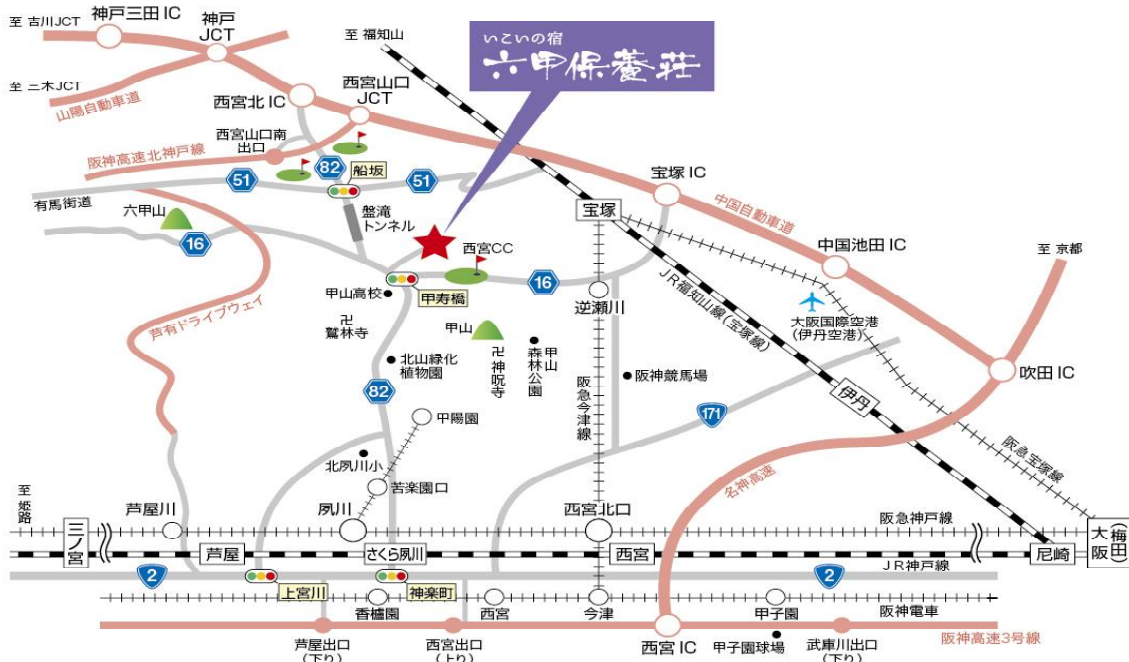 至 吉川JCT
神戸三田 IC
神戸
JCT
至 福知山
いこいの宿
六甲保養荘
至 三木JCT
山陽自動車道
西宮北 IC
西宮山口
JCT
西宮山口南
出口
阪神高速北神戸線
82
船坂
51
51
有馬街道
六甲山
16
盤滝
トンネル
西宮CC
16
甲寿橋
甲山高校
卍
鷲林寺
甲山
卍神呪寺
甲山
森林公園
北山緑化
植物園
82
芦有ドライブウェイ
宝塚
宝塚 IC
中国自動車道
中国池田 IC
至 京都
逆瀬川
JR福知山線(宝塚線)
大阪国際空港
(伊丹空港)
阪急今津線
阪神競馬場
伊丹
吹田 IC
171
阪急宝塚線
名神高速
甲陽園
北夙川小
苦楽園口
至 姫路
三ノ宮
芦屋川
夙川
西宮北口
阪急神戸線
芦屋
さくら夙川
西宮
尼崎
大阪
(梅田)
JR神戸線
2
上宮川
神楽町
2
香櫨園
西宮
今津
甲子園
阪神電車
芦屋出口
(下り)
西宮出口
(上り)
西宮 IC
甲子園球場
武庫川出口
(下り)
阪神高速3号線